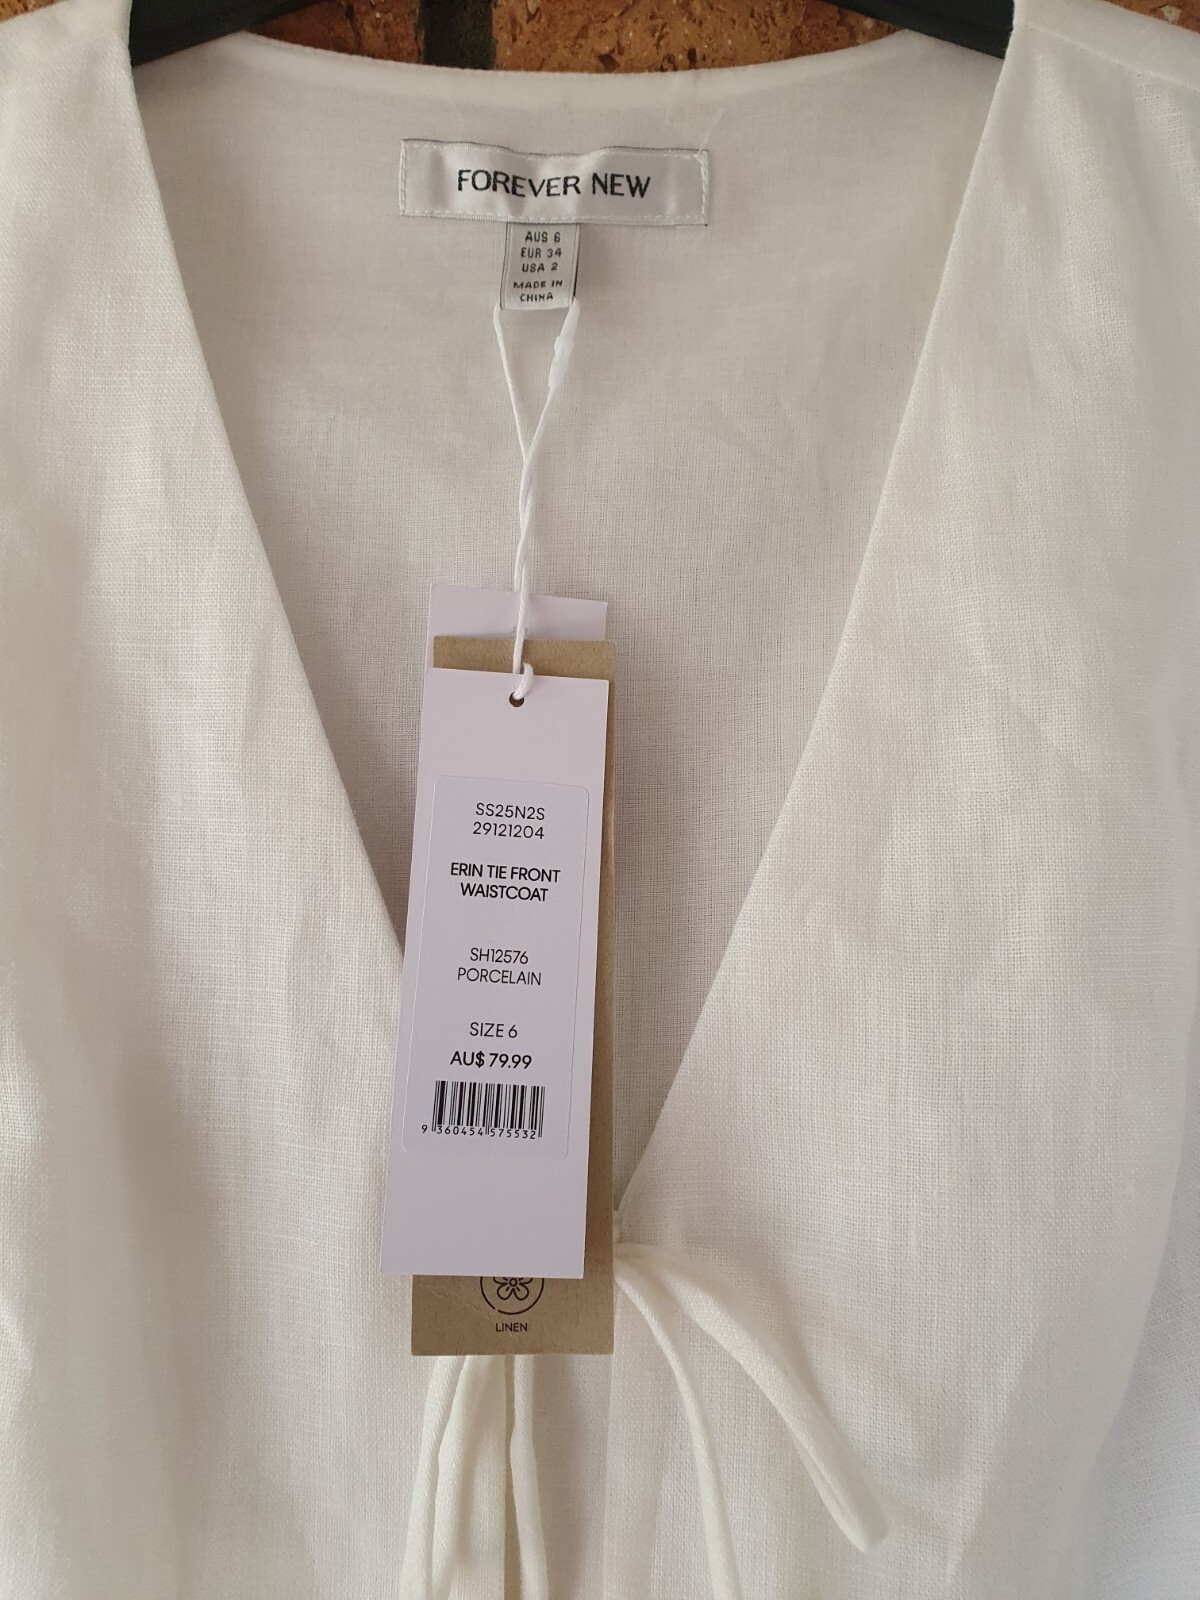 FOREVER NEW
AUS 6
EUR 34
USA 2
MADE IN
CHINA
SS25N2S
29121204
ERIN TIE FRONT
WAISTCOAT
SH12576
PORCELAIN
SIZE 6
AU$ 79.99
9 360454 575532
LINEN